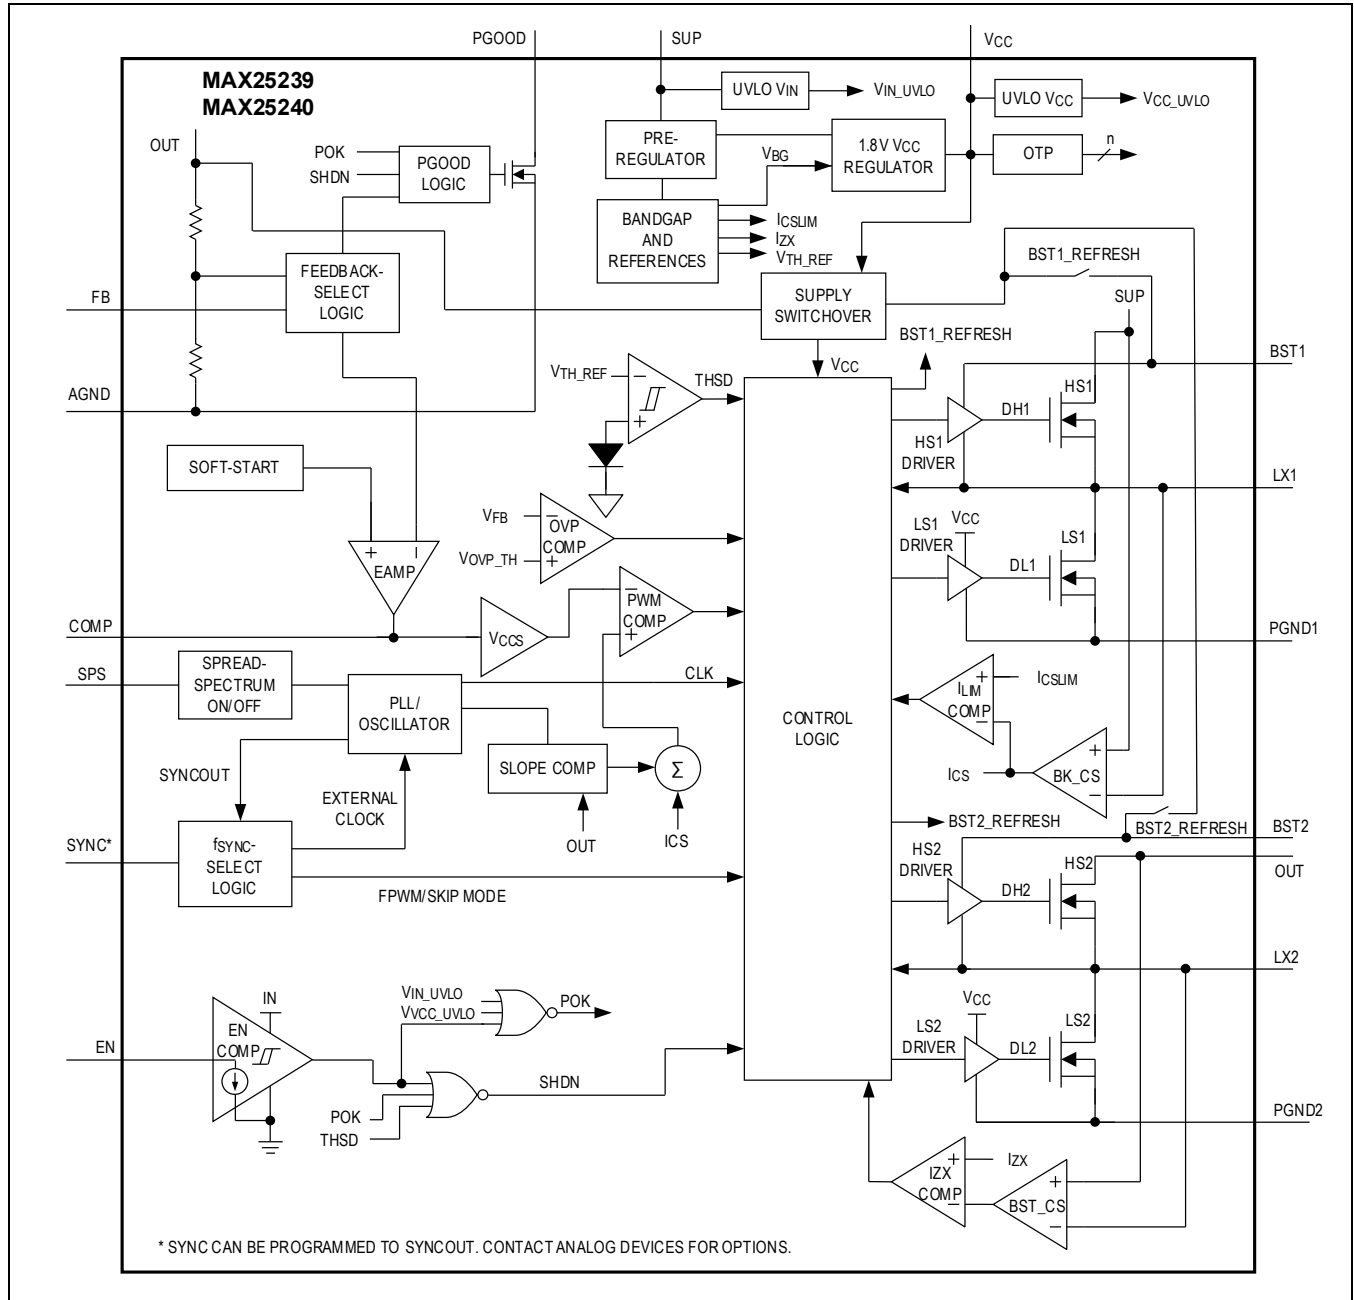 PGOOD
SUP
VCC
MAX25239
MAX25240
UVLO VIN
VIN_UVLO
UVLO VCC
VCC_UVLO
OUT
POK
SHDN
PGOOD
LOGIC
PRE-
REGULATOR
VBG
1.8V VCC
REGULATOR
OTP
n
BANDGAP
AND
REFERENCES
ICSLIM
IZX
VTH_REF
BST1_REFRESH
FEEDBACK-
SELECT
LOGIC
FB
SUPPLY
SWITCHOVER
SUP
BST1_REFRESH
BST1
VCC
VTH_REF
−
+
THSD
AGND
HS1
DH1
HS1
DRIVER
SOFT-START
LX1
VFB
−
OVP
COMP
VOVP_TH
+
LS1
DRIVER
VCC
LS1
DL1
+
−
EAMP
−
PWM
COMP
+
COMP
VCCS
PGND1
SPS
SPREAD-
SPECTRUM
ON/OFF
CLK
PLL/
OSCILLATOR
CONTROL
LOGIC
+
ILIM
COMP
−
ICSLIM
SYNCOUT
SLOPE COMP
Σ
ICS
+
BK_CS
−
EXTERNAL
CLOCK
OUT
ICS
BST2_REFRESH
BST2_REFRESH
BST2
SYNC*
fSYNC-
SELECT
LOGIC
HS2
DRIVER
HS2
OUT
DH2
FPWM/SKIP MODE
LX2
IN
VIN_UVLO
VVCC_UVLO
POK
VCC
EN
EN
COMP
LS2
DRIVER
LS2
DL2
SHDN
POK
THSD
PGND2
+
IZX
COMP
−
IZX
+
BST_CS
−
* SYNC CAN BE PROGRAMMED TO SYNCOUT. CONTACT ANALOG DEVICES FOR OPTIONS.